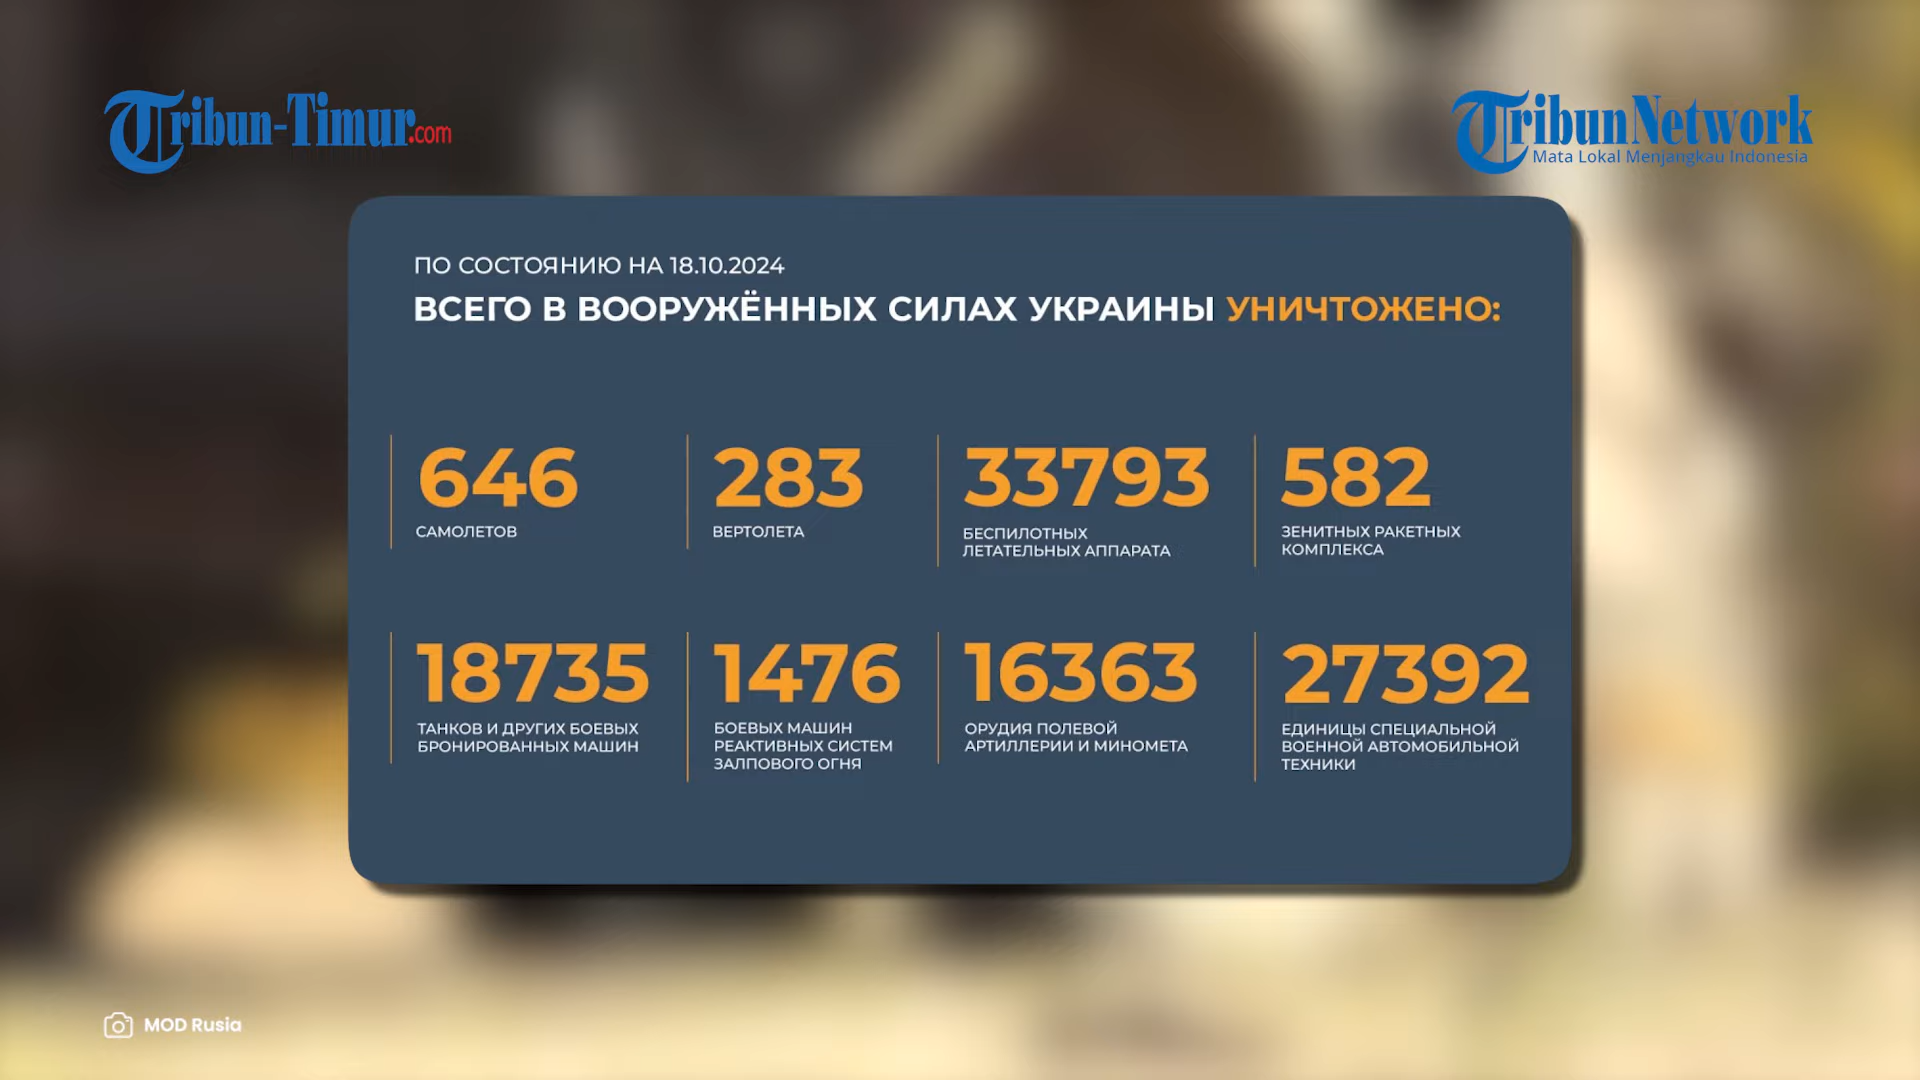 Tribun-Timur.com
TribunNetwork
Mata Lokal Menjangkau Indonesia
ПО СОСТОЯНИЮ НА 18.10.2024
ВСЕГО В ВООРУЖЁННЫХ СИЛАХ УКРАИНЫ УНИЧТОЖЕНО:
646
САМОЛЕТОВ
283
ВЕРТОЛЕТА
33793
БЕСПИЛОТНЫХ
ЛЕТАТЕЛЬНЫХ АППАРАТА
582
ЗЕНИТНЫХ РАКЕТНЫХ
КОМПЛЕКСА
18735
ТАНКОВ И ДРУГИХ БОЕВЫХ
БРОНИРОВАННЫХ МАШИН
1476
БОЕВЫХ МАШИН
РЕАКТИВНЫХ СИСТЕМ
ЗАЛПОВОГО ОГНЯ
16363
ОРУДИЯ ПОЛЕВОЙ
АРТИЛЛЕРИИ И МИНОМЕТА
27392
ЕДИНИЦЫ СПЕЦИАЛЬНОЙ
ВОЕННОЙ АВТОМОБИЛЬНОЙ
ТЕХНИКИ
MOD Rusia